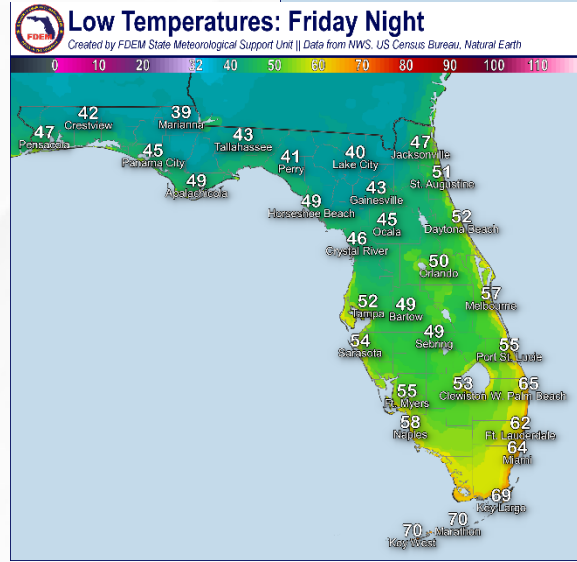 Low Temperatures: Friday Night
Created by FDEM State Meteorological Support Unit || Data from NWS, US Census Bureau, Natural Earth
FDEM
0 10 20 32 40 50 60 70 80 90 100 110
42
Crestview
39
Marianna
47
Pensacola
43
Tallahassee
47
Jacksonville
45
Panama City
41
Perry
40
Lake City
49
Apalachicola
51
St. Augustine
43
Gainesville
49
Horseshoe Beach
45
Ocala
52
Daytona Beach
46
Crystal River
50
Orlando
57
Melbourne
52
Tampa
49
Bartow
54
Sarasota
49
Sebring
55
Port St. Lucie
55
Ft. Myers
53
Clewiston
65
W. Palm Beach
58
Naples
62
Ft. Lauderdale
64
Miami
69
Key Largo
70
Marathon
70
Key West